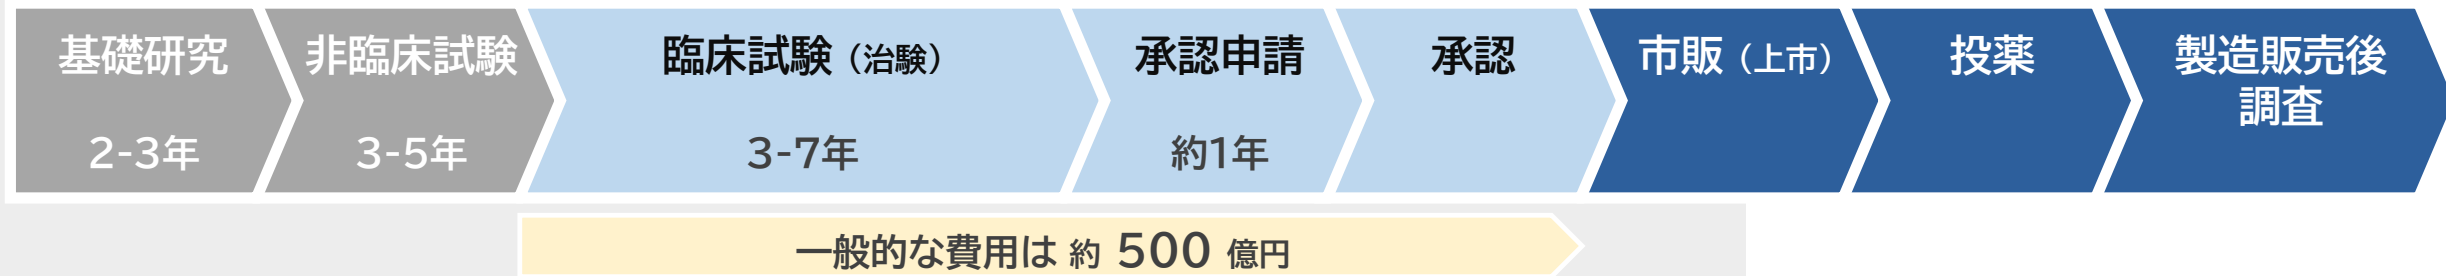 基礎研究
2-3年
非臨床試験
3-5年
臨床試験（治験）
3-7年
承認申請
約1年
承認
市販（上市）
投薬
製造販売後
調査
一般的な費用は 約 500 億円